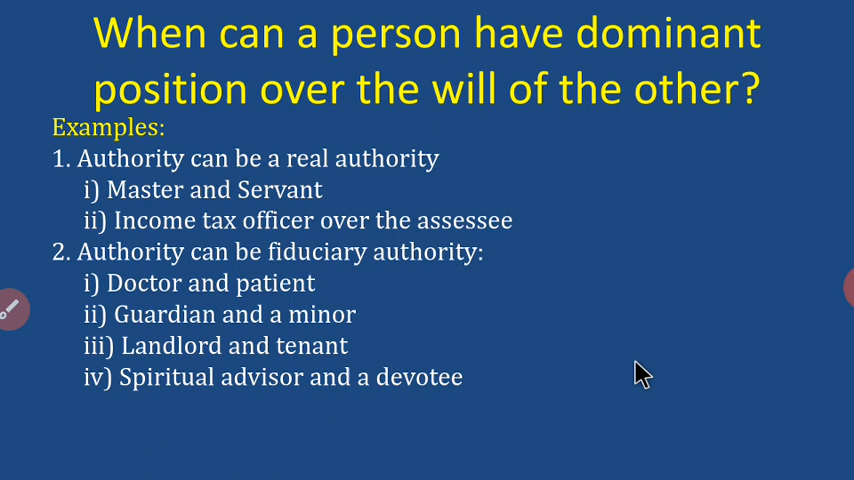 When can a person have dominant
position over the will of the other?
Examples:
1. Authority can be a real authority
i) Master and Servant
ii) Income tax officer over the assessee
2. Authority can be fiduciary authority:
i) Doctor and patient
ii) Guardian and a minor
iii) Landlord and tenant
iv) Spiritual advisor and a devotee